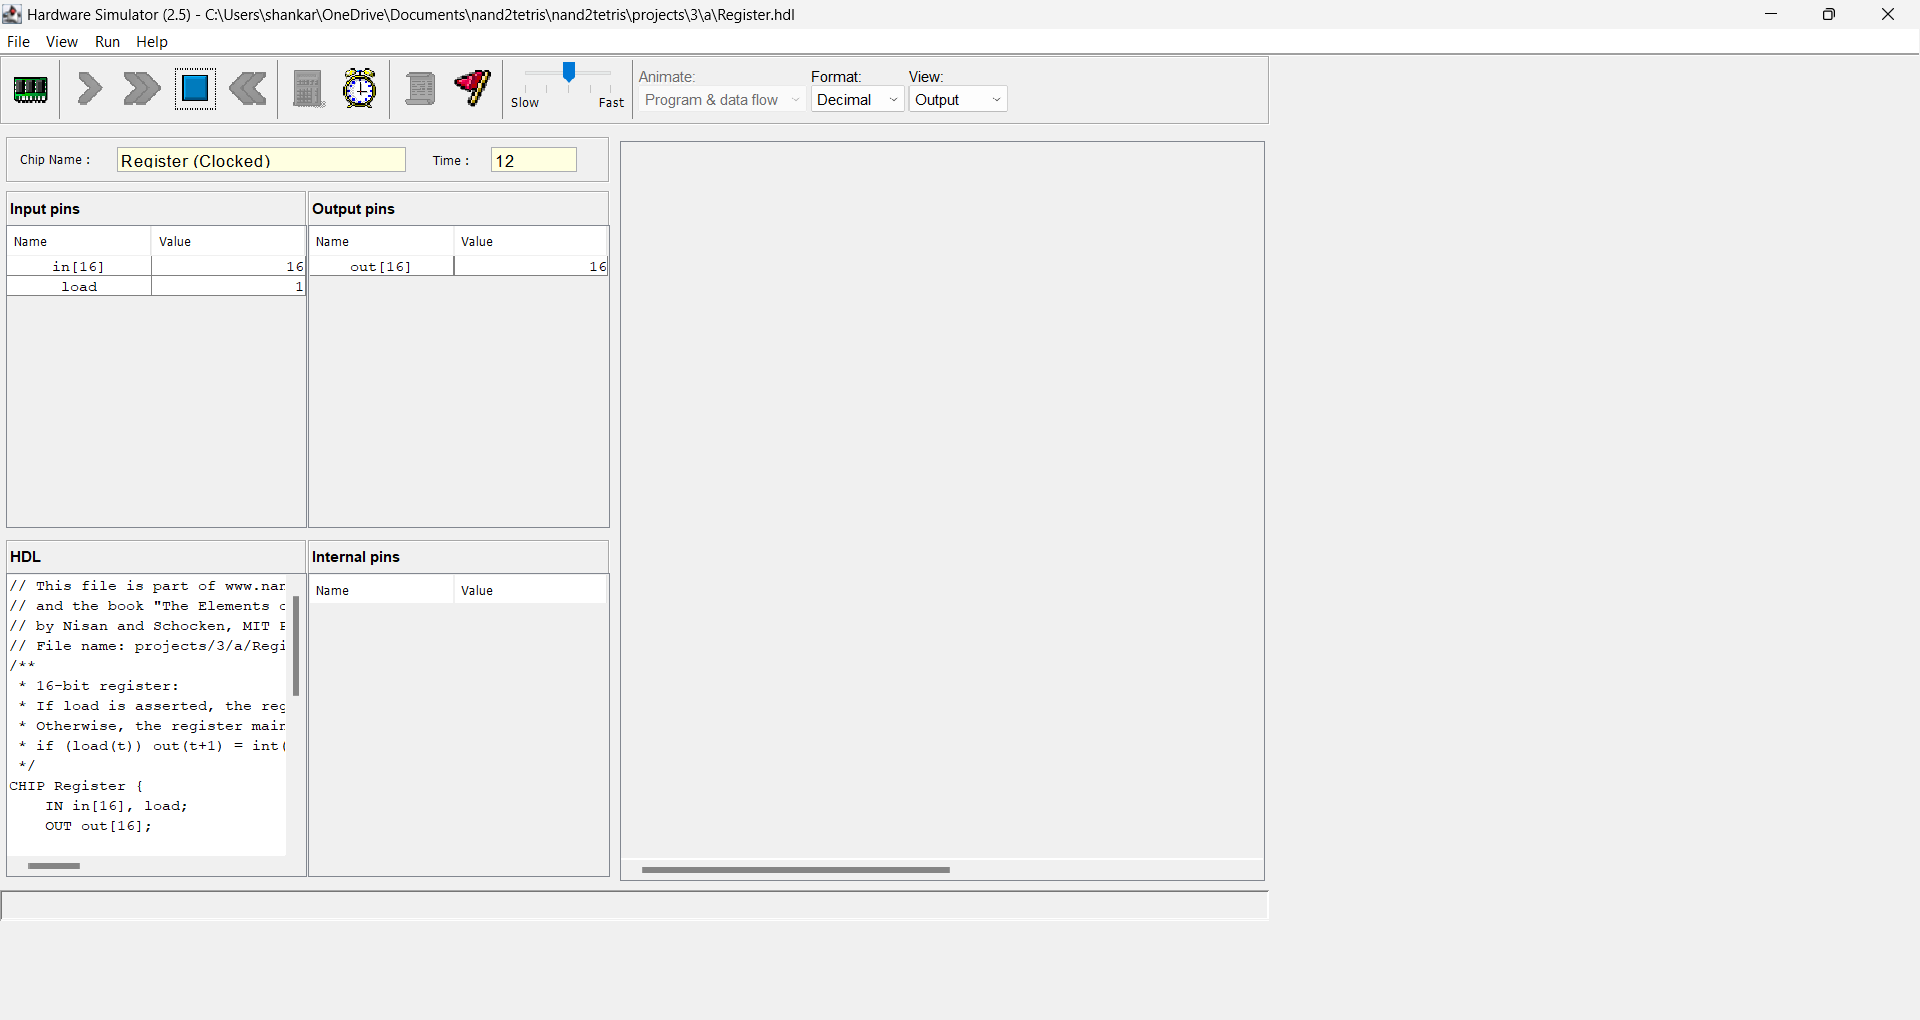 Hardware Simulator (2.5) - C:\Users\shankar\OneDrive\Documents\nand2tetris\nand2tetris\projects\3\a\Register.hdl
File View Run Help
Slow Fast
Animate:
Program & data flow
Format:
Decimal
View:
Output
Chip Name :
Register (Clocked)
Time :
12
Input pins
Name Value
in[16] 16
load 1
Output pins
Name Value
out[16] 16
HDL
// This file is part of www.nan
// and the book "The Elements
// by Nisan and Schocken, MIT
// File name: projects/3/a/Regi
/**
* 16-bit register:
* If load is asserted, the reg
* Otherwise, the register main
* if (load(t)) out(t+1) = int(
*/
CHIP Register {
IN in[16], load;
OUT out[16];
Internal pins
Name Value